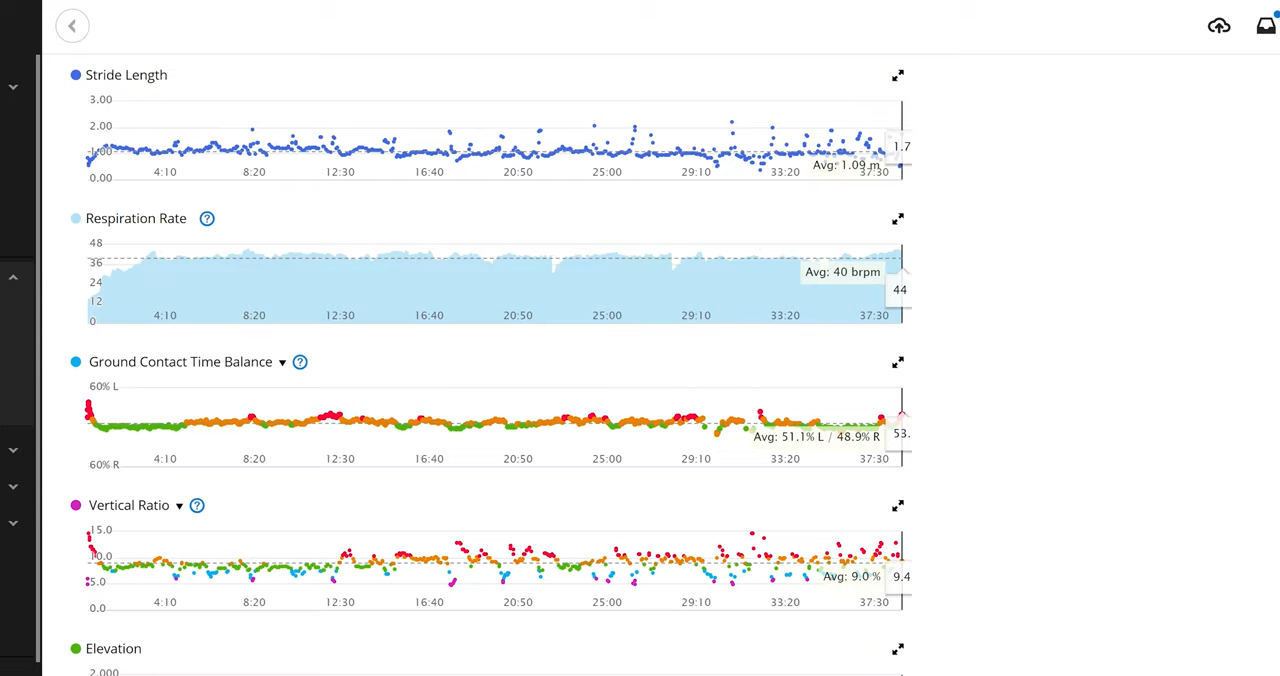 Stride Length
3.00
2.00
1.00
0.00
1.7
Avg: 1.09 m
4:10 8:20 12:30 16:40 20:50 25:00 29:10 33:20 37:30
Respiration Rate ?
48
36
24
12
0
Avg: 40 brpm
44
4:10 8:20 12:30 16:40 20:50 25:00 29:10 33:20 37:30
Ground Contact Time Balance ?
60% L
60% R
53.
Avg: 51.1% L / 48.9% R
4:10 8:20 12:30 16:40 20:50 25:00 29:10 33:20 37:30
Vertical Ratio ?
15.0
10.0
5.0
0.0
Avg: 9.0 %
9.4
4:10 8:20 12:30 16:40 20:50 25:00 29:10 33:20 37:30
Elevation
2,000